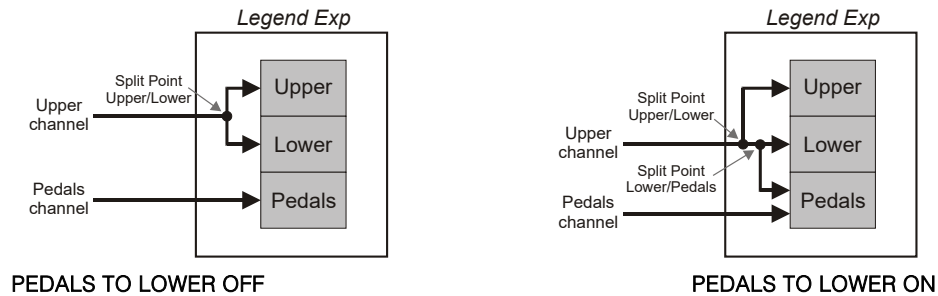 Legend Exp
Split Point
Upper/Lower
Upper
channel
Upper
Lower
Pedals
Pedals
channel
PEDALS TO LOWER OFF
Legend Exp
Split Point
Upper/Lower
Upper
channel
Split Point
Lower/Pedals
Upper
Lower
Pedals
Pedals
channel
PEDALS TO LOWER ON